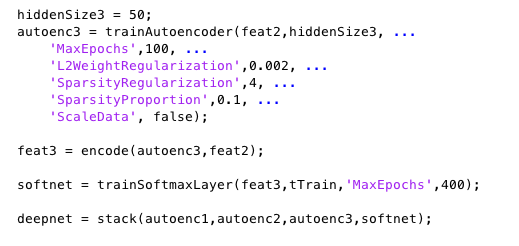 hiddenSize3 = 50;
autoenc3 = trainAutoencoder(feat2,hiddenSize3, ...
    'MaxEpochs',100, ...
    'L2WeightRegularization',0.002, ...
    'SparsityRegularization',4, ...
    'SparsityProportion',0.1, ...
    'ScaleData', false);
feat3 = encode(autoenc3,feat2);
softnet = trainSoftmaxLayer(feat3,tTrain,'MaxEpochs',400);
deepnet = stack(autoenc1,autoenc2,autoenc3,softnet);